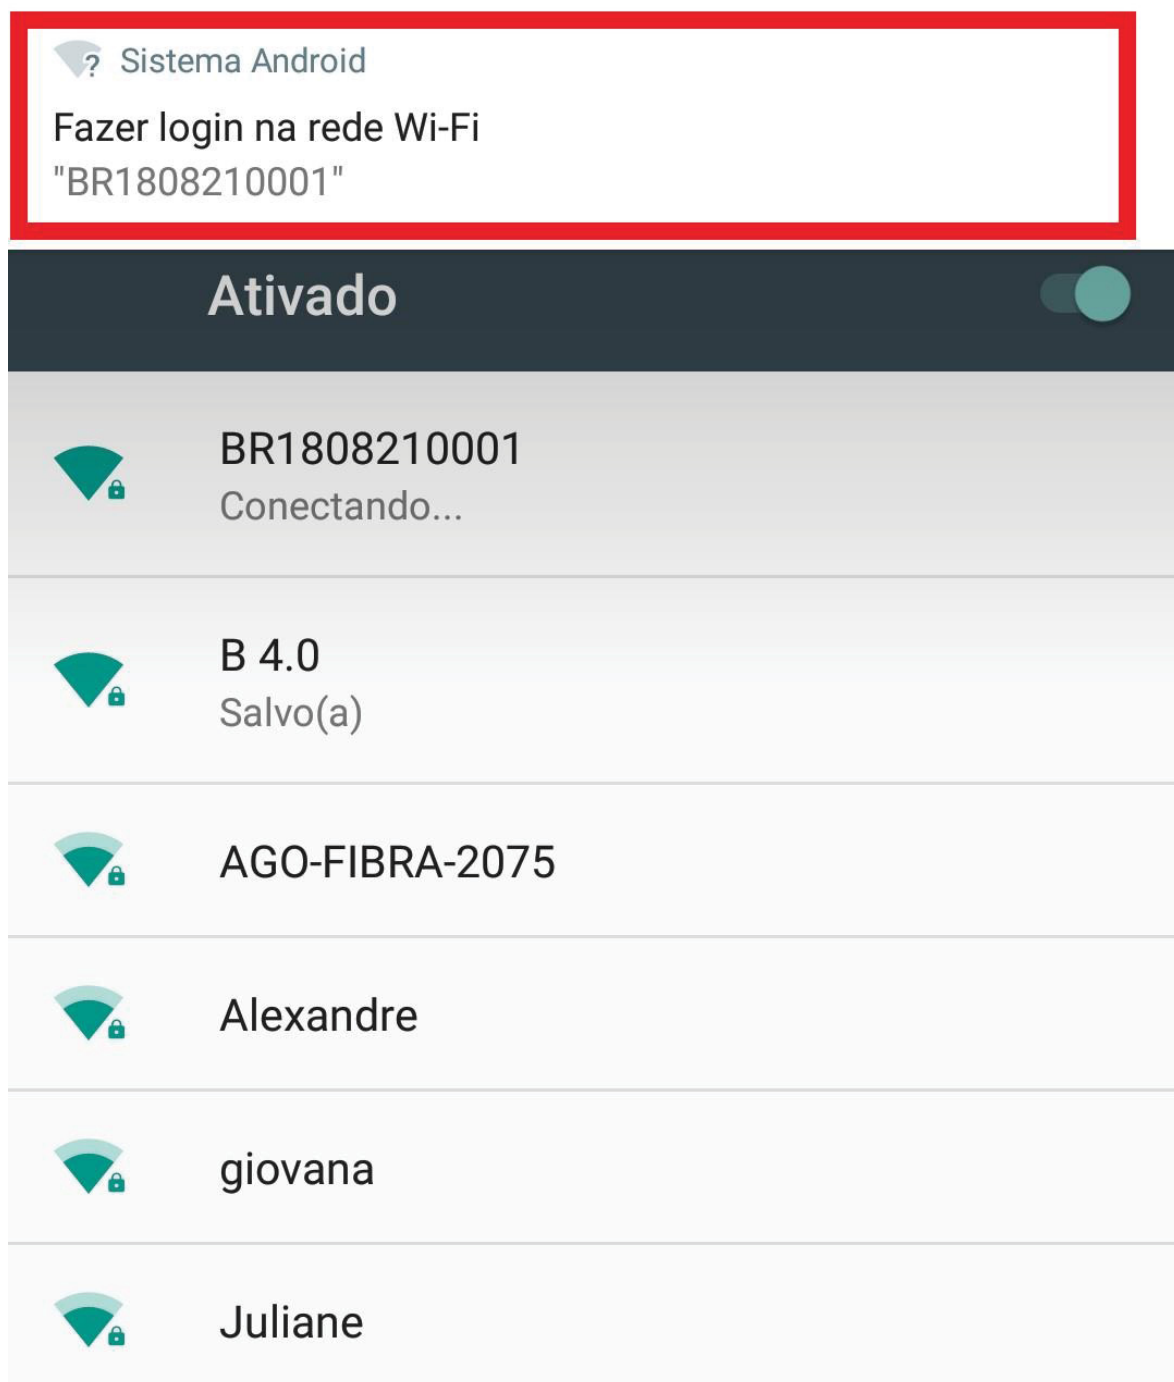 Sistema Android
Fazer login na rede Wi-Fi
"BR1808210001"
Ativado
BR1808210001
Conectando...
B 4.0
Salvo(a)
AGO-FIBRA-2075
Alexandre
giovana
Juliane